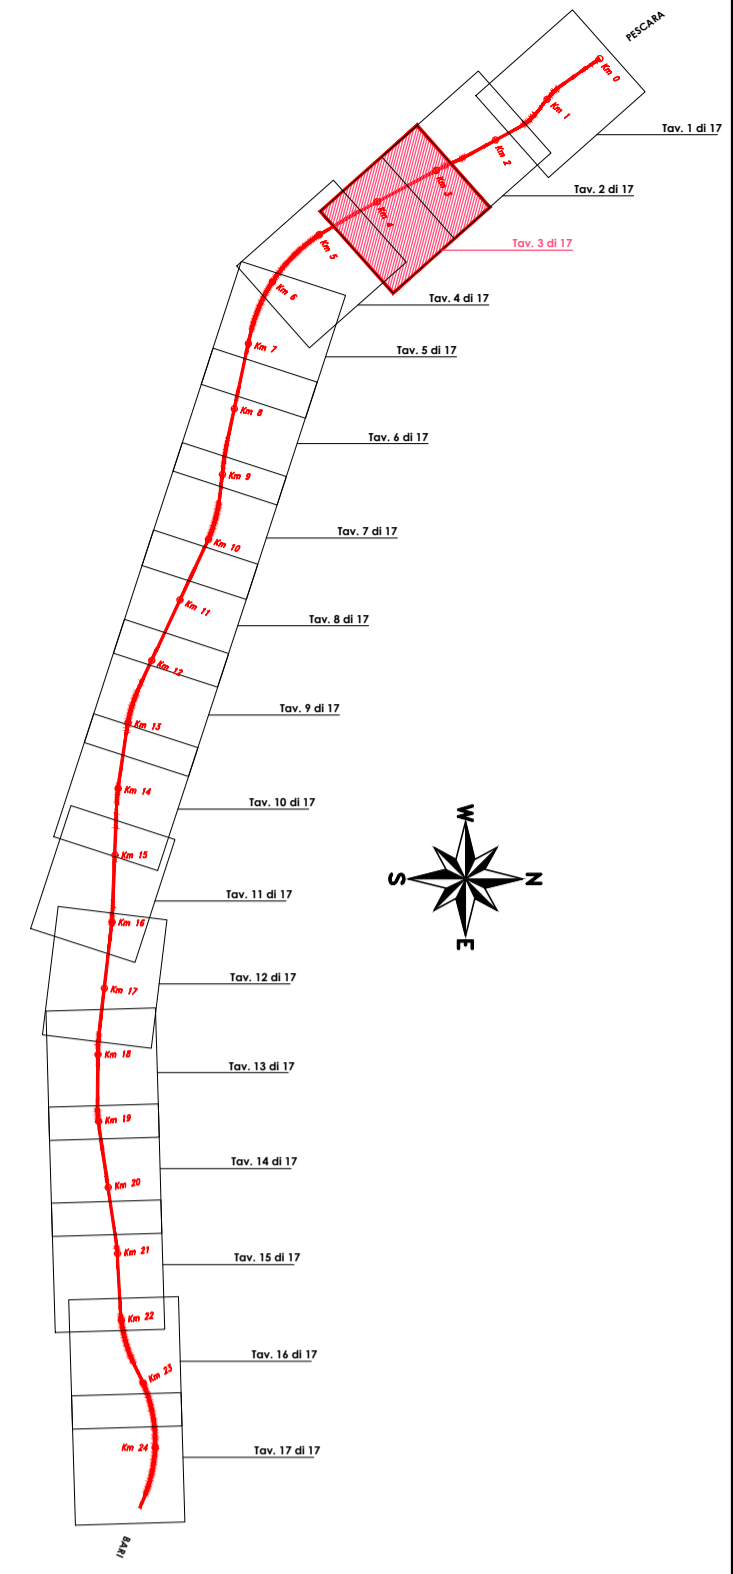 PESCARA
Km 0
Km 1
Tav. 1 di 17
Km 2
Km 3
Tav. 2 di 17
Km 4
Km 5
Tav. 3 di 17
Km 6
Tav. 4 di 17
Km 7
Tav. 5 di 17
Km 8
Tav. 6 di 17
Km 9
Tav. 7 di 17
Km 10
Km 11
Tav. 8 di 17
Km 12
Tav. 9 di 17
Km 13
Km 14
Tav. 10 di 17
W
Km 15
S
N
Tav. 11 di 17
Km 16
E
Tav. 12 di 17
Km 17
Km 18
Tav. 13 di 17
Km 19
Tav. 14 di 17
Km 20
Km 21
Tav. 15 di 17
Km 22
Tav. 16 di 17
Km 23
Km 24
Tav. 17 di 17
BARI